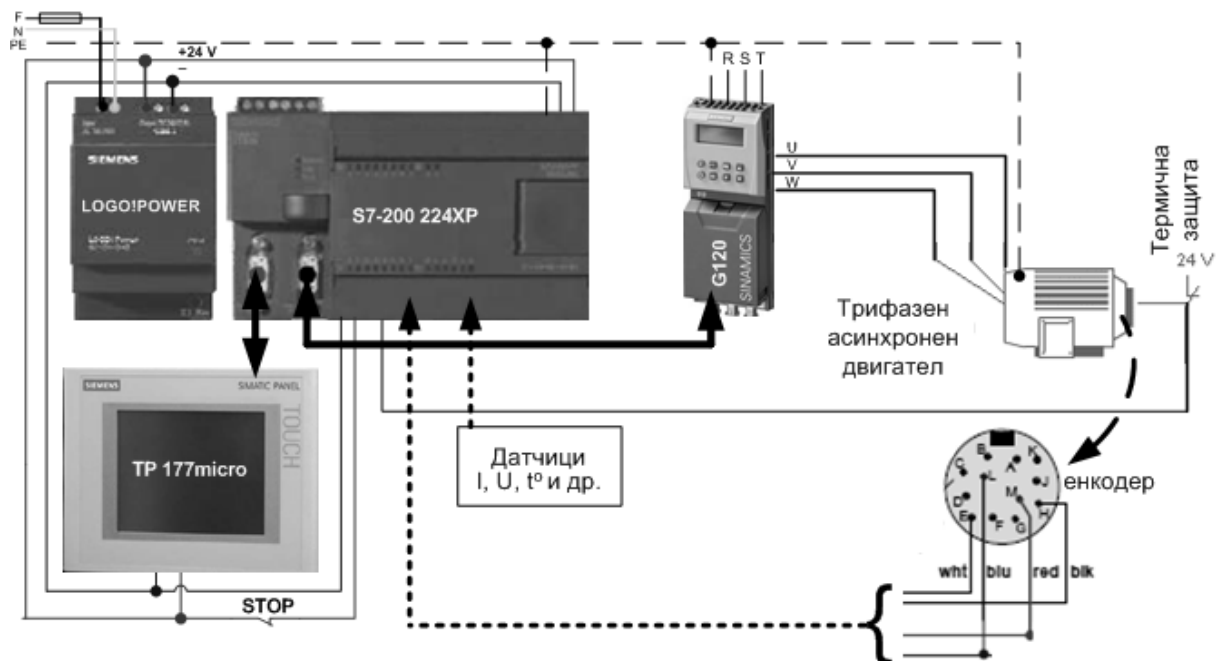 F
N
PE
+24 V
–
R S T
SIEMENS
LOGO!POWER
S7-200 224XP
U
V
W
G120
SINAMICS
Термична
защита
24 V
Трифазен
асинхронен
двигател
SIEMENS
SIMATIC PANEL
TOUCH
TP 177micro
Датчици
I, U, tº и др.
STOP
B
K
A
C
L
J
M
D
H
E
F
G
енкодер
wht blu red blk